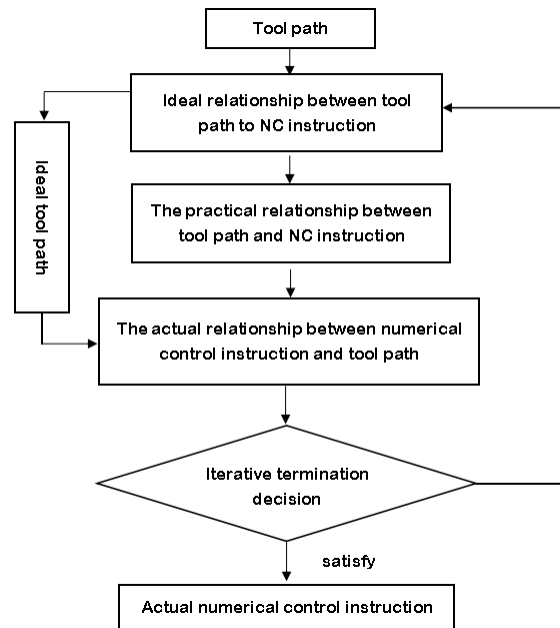 Tool path
Ideal relationship between tool
path to NC instruction
Ideal tool path
The practical relationship between
tool path and NC instruction
The actual relationship between numerical
control instruction and tool path
Iterative termination
decision
satisfy
Actual numerical control instruction